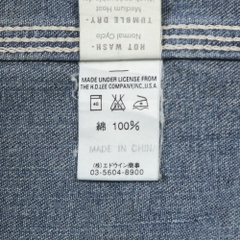 HOT WASH-
Normal Cycle
TUMBLE DRY-
Medium Heat
MADE UNDER LICENSE FROM
THE H.D.LEE COMPANY,INC.,U.S.A.
40
綿 100%
MADE IN CHINA
(株)エドウイン商事
03-5604-8900